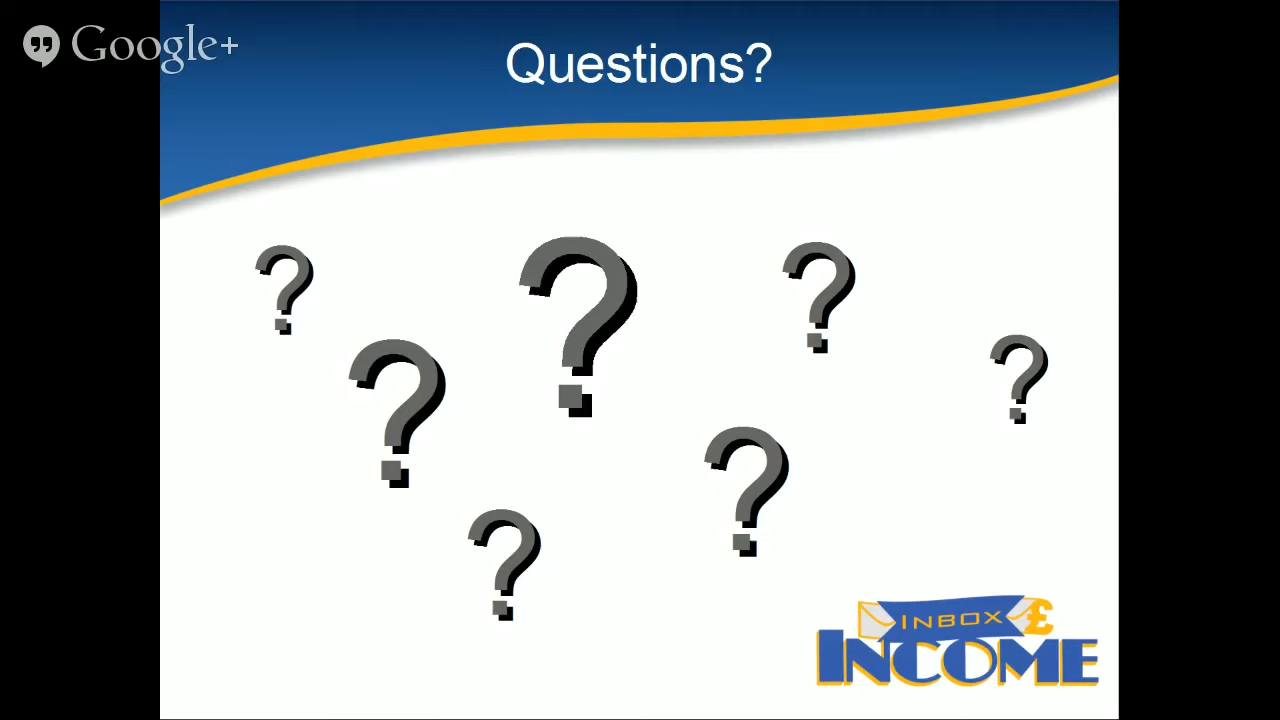 Google+
Questions?
? ? ? ? ? ? ?
INBOX £
INCOME